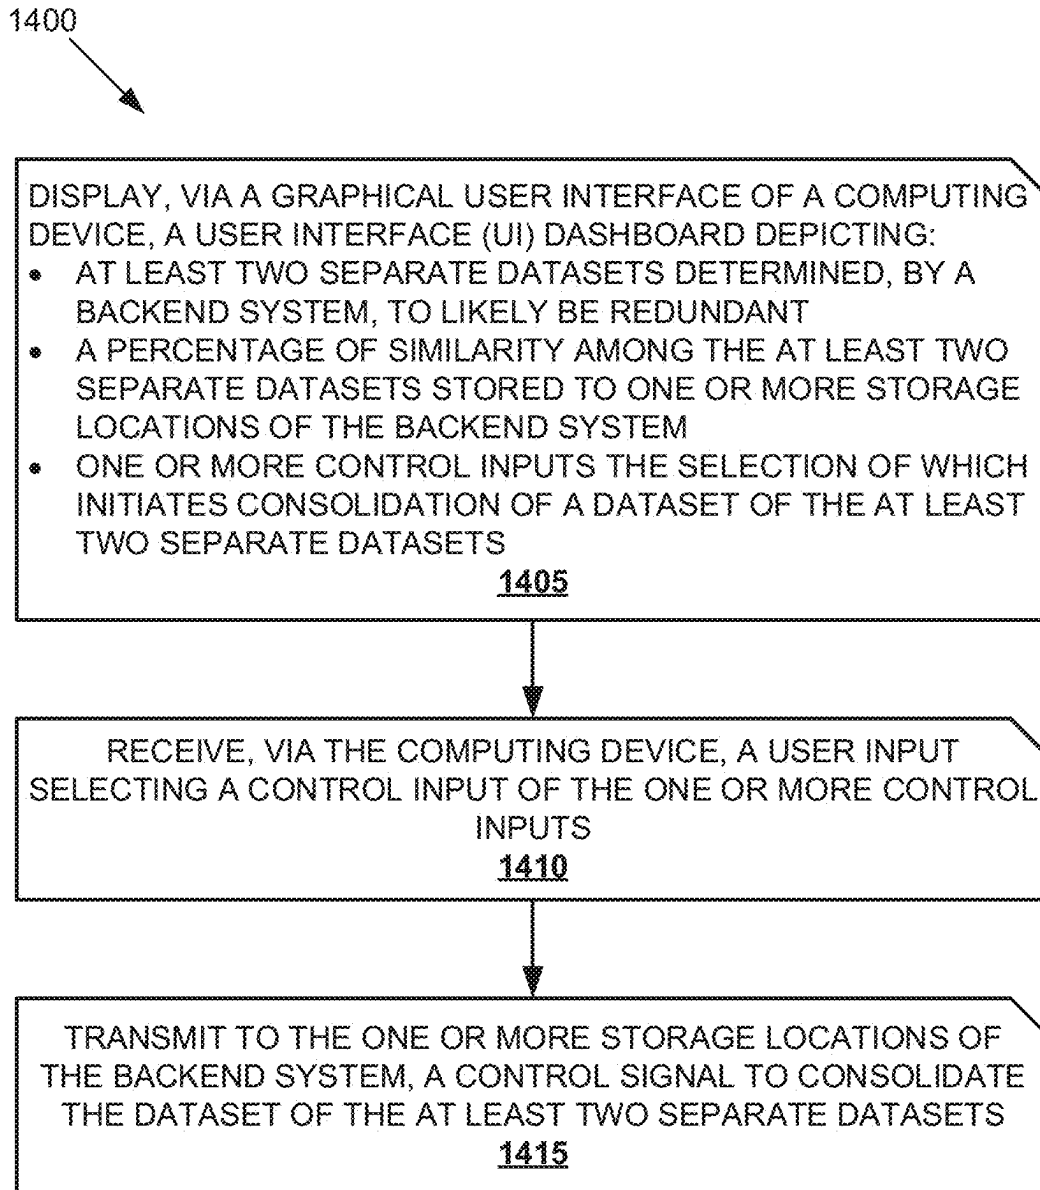 1400
DISPLAY, VIA A GRAPHICAL USER INTERFACE OF A COMPUTING
DEVICE, A USER INTERFACE (UI) DASHBOARD DEPICTING:
• AT LEAST TWO SEPARATE DATASETS DETERMINED, BY A
BACKEND SYSTEM, TO LIKELY BE REDUNDANT
• A PERCENTAGE OF SIMILARITY AMONG THE AT LEAST TWO
SEPARATE DATASETS STORED TO ONE OR MORE STORAGE
LOCATIONS OF THE BACKEND SYSTEM
• ONE OR MORE CONTROL INPUTS THE SELECTION OF WHICH
INITIATES CONSOLIDATION OF A DATASET OF THE AT LEAST
TWO SEPARATE DATASETS
1405
RECEIVE, VIA THE COMPUTING DEVICE, A USER INPUT
SELECTING A CONTROL INPUT OF THE ONE OR MORE CONTROL
INPUTS
1410
TRANSMIT TO THE ONE OR MORE STORAGE LOCATIONS OF
THE BACKEND SYSTEM, A CONTROL SIGNAL TO CONSOLIDATE
THE DATASET OF THE AT LEAST TWO SEPARATE DATASETS
1415